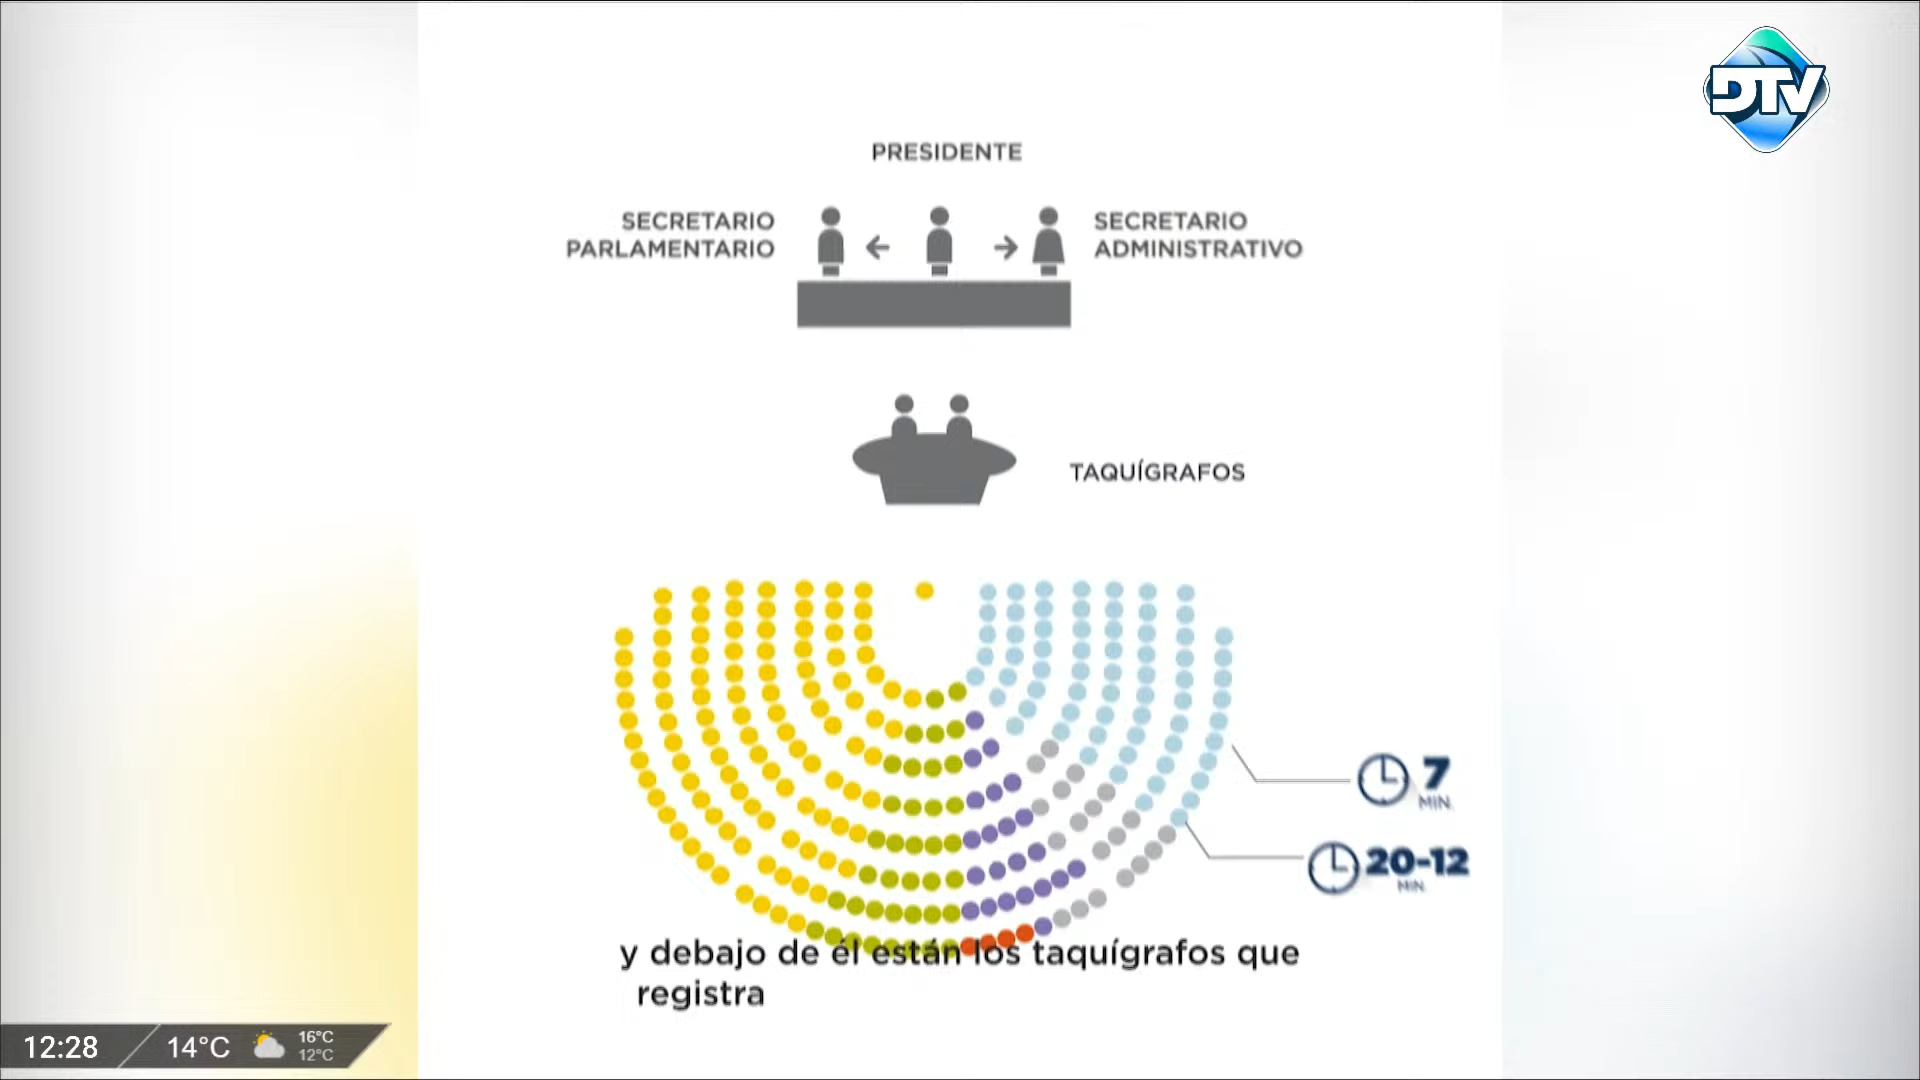 DTV
PRESIDENTE
SECRETARIO
PARLAMENTARIO
SECRETARIO
ADMINISTRATIVO
TAQUÍGRAFOS
7
MIN.
20-12
MIN.
y debajo de él están los taquígrafos que
registra
12:28
14°C
16°C
12°C